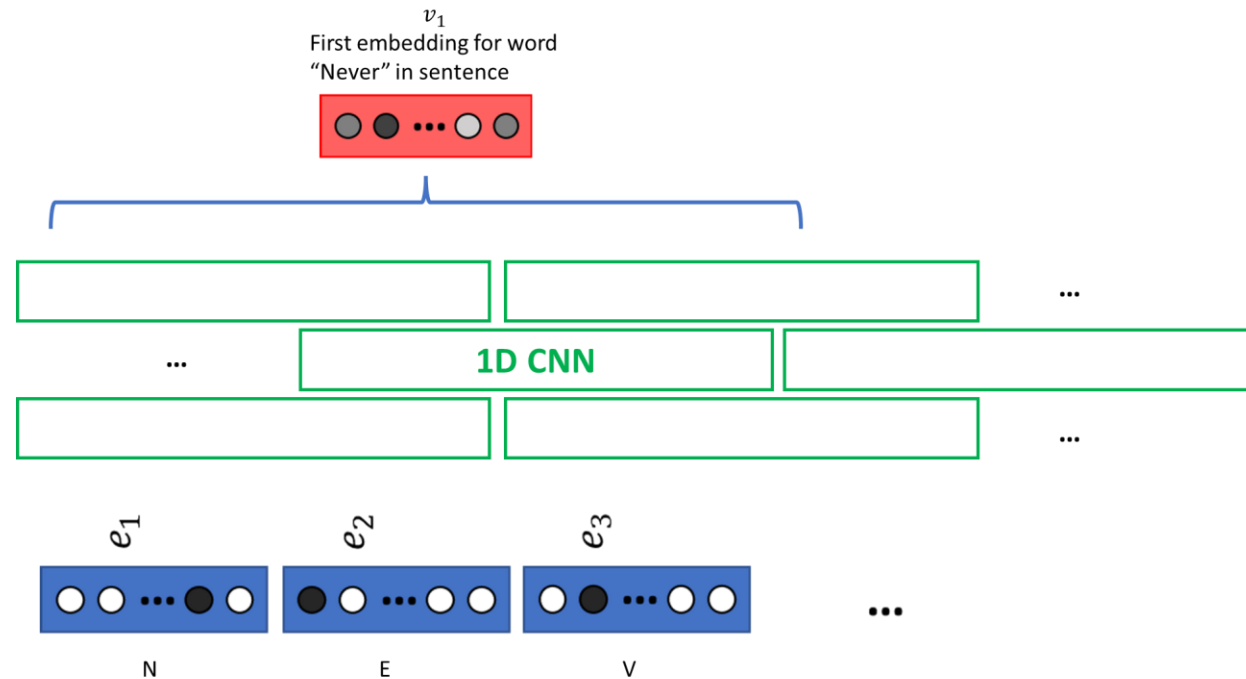 v₁
First embedding for word
“Never” in sentence
...
... 1D CNN
...
e₁ e₂ e₃
...
N E V